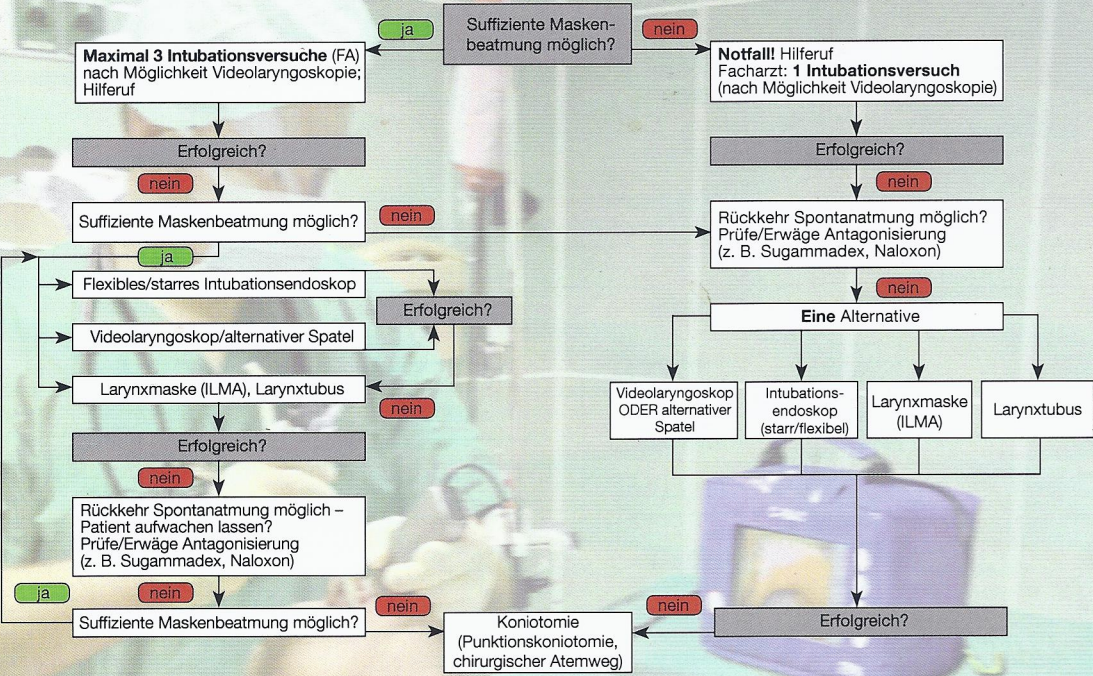 Suffiziente Masken-
beatmung möglich?
ja
nein
Maximal 3 Intubationsversuche (FA)
nach Möglichkeit Videolaryngoskopie;
Hilferuf
Erfolgreich?
nein
Suffiziente Maskenbeatmung möglich?
nein
ja
Flexibles/starres Intubationsendoskop
Erfolgreich?
Videolaryngoskop/alternativer Spatel
Larynxmaske (ILMA), Larynxtubus
nein
Erfolgreich?
nein
Rückkehr Spontanatmung möglich –
Patient aufwachen lassen?
Prüfe/Erwäge Antagonisierung
(z. B. Sugammadex, Naloxon)
ja
nein
Suffiziente Maskenbeatmung möglich?
nein
Notfall! Hilferuf
Facharzt: 1 Intubationsversuch
(nach Möglichkeit Videolaryngoskopie)
Erfolgreich?
nein
Rückkehr Spontanatmung möglich?
Prüfe/Erwäge Antagonisierung
(z. B. Sugammadex, Naloxon)
nein
Eine Alternative
Videolaryngoskop
ODER alternativer
Spatel
Intubations-
endoskop
(starr/flexibel)
Larynxmaske
(ILMA)
Larynxtubus
Erfolgreich?
nein
Koniotomie
(Punktionskoniotomie,
chirurgischer Atemweg)